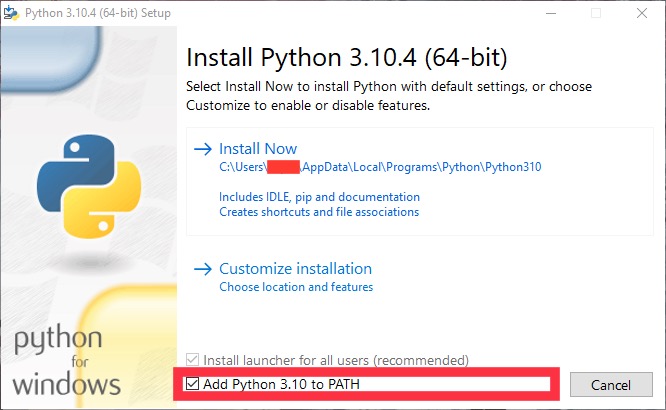 Python 3.10.4 (64-bit) Setup
Install Python 3.10.4 (64-bit)
Select Install Now to install Python with default settings, or choose
Customize to enable or disable features.
Install Now
C:\Users\ \AppData\Local\Programs\Python\Python310
Includes IDLE, pip and documentation
Creates shortcuts and file associations
Customize installation
Choose location and features
python
for
windows
Install launcher for all users (recommended)
Add Python 3.10 to PATH
Cancel